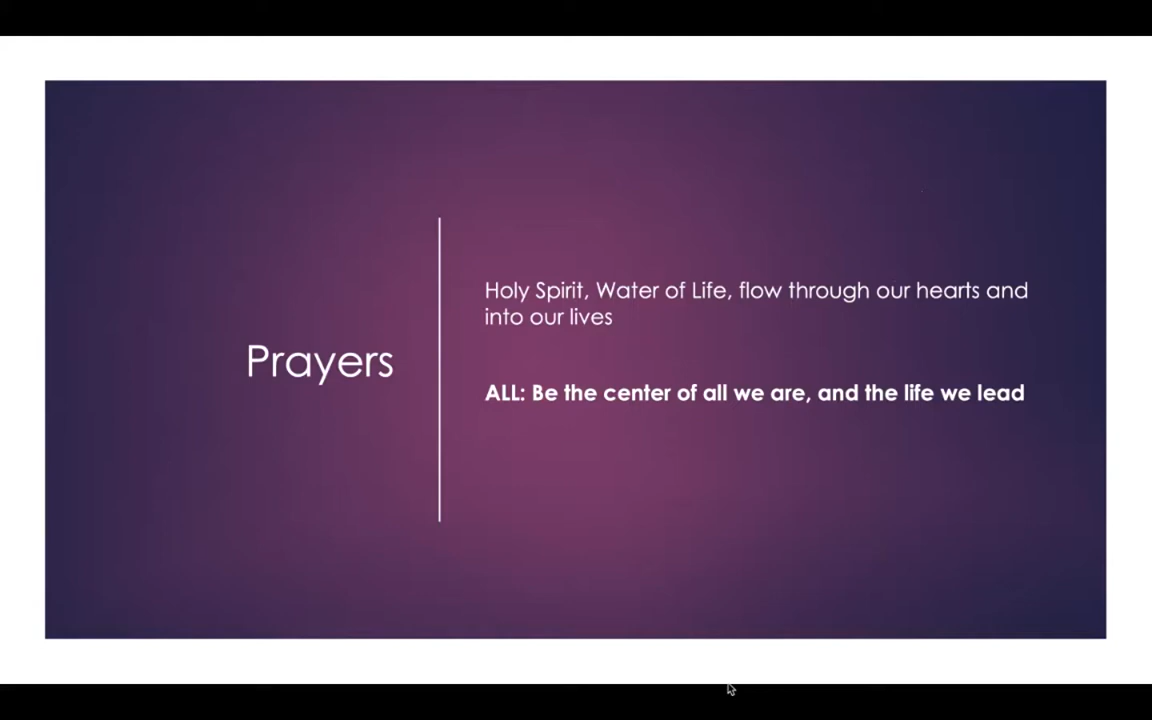 Prayers
Holy Spirit, Water of Life, flow through our hearts and
into our lives
ALL: Be the center of all we are, and the life we lead